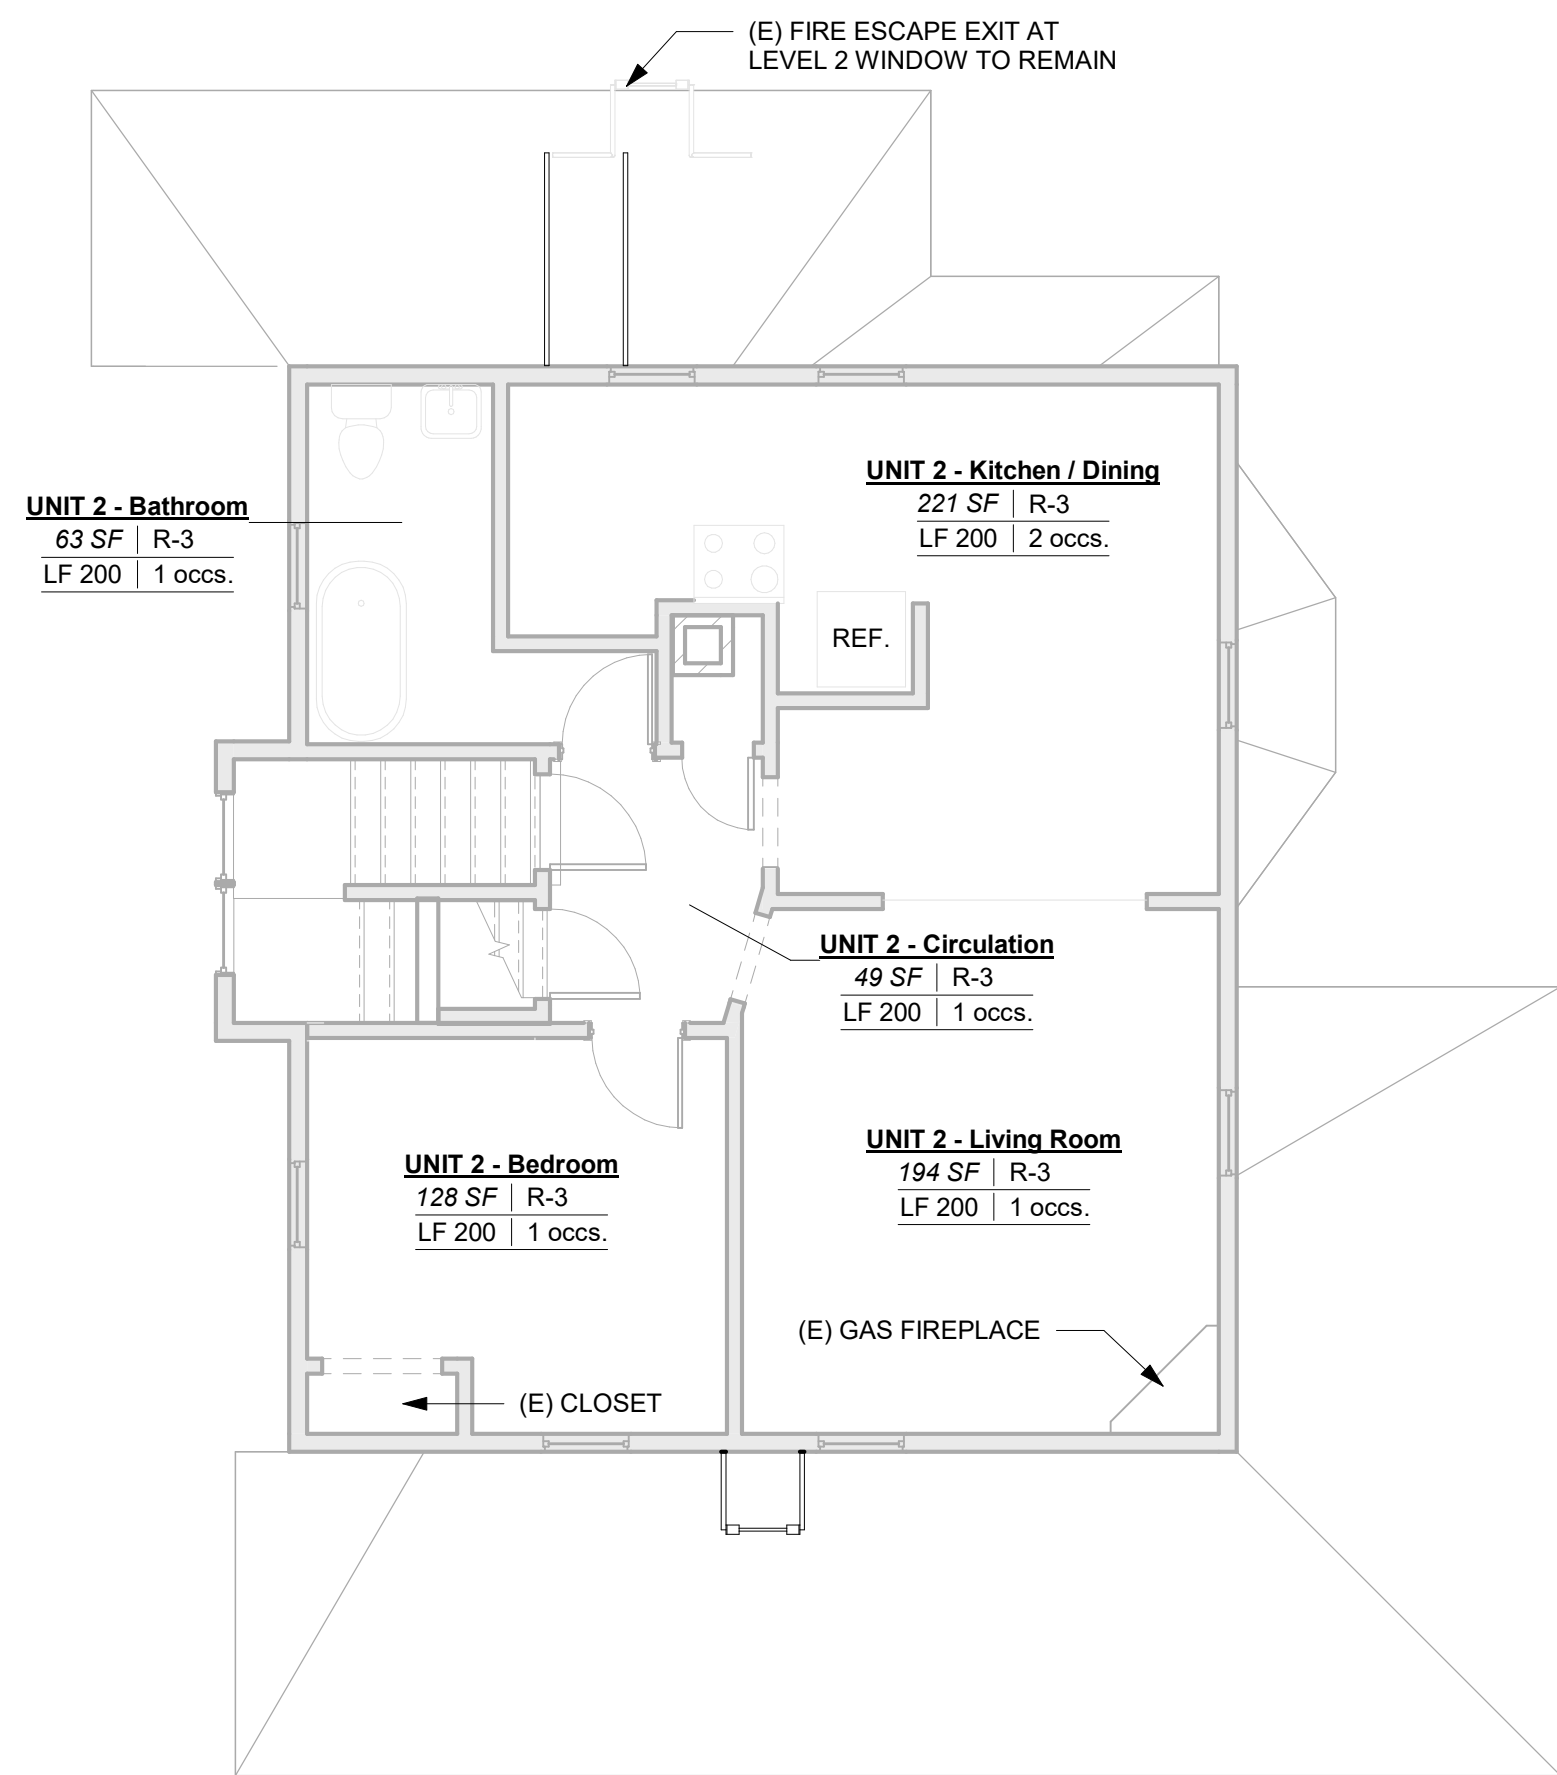 (E) FIRE ESCAPE EXIT AT
LEVEL 2 WINDOW TO REMAIN
UNIT 2 - Kitchen / Dining
221 SF | R-3
LF 200 | 2 occs.
UNIT 2 - Bathroom
63 SF | R-3
LF 200 | 1 occs.
REF.
UNIT 2 - Circulation
49 SF | R-3
LF 200 | 1 occs.
UNIT 2 - Living Room
194 SF | R-3
LF 200 | 1 occs.
UNIT 2 - Bedroom
128 SF | R-3
LF 200 | 1 occs.
(E) GAS FIREPLACE
(E) CLOSET